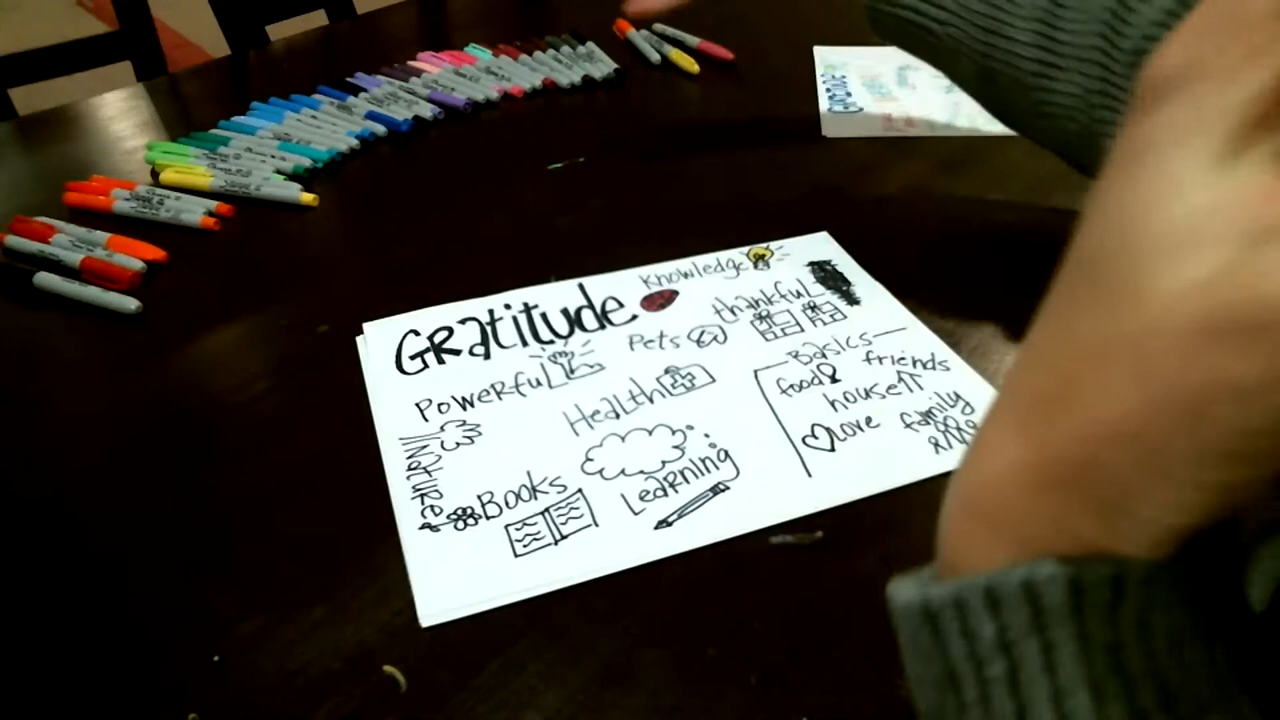 Gratitude
Knowledge
thankful
Pets
Powerful
Health
Basics
food
friends
house
Love
family
Nature
Books
Learning